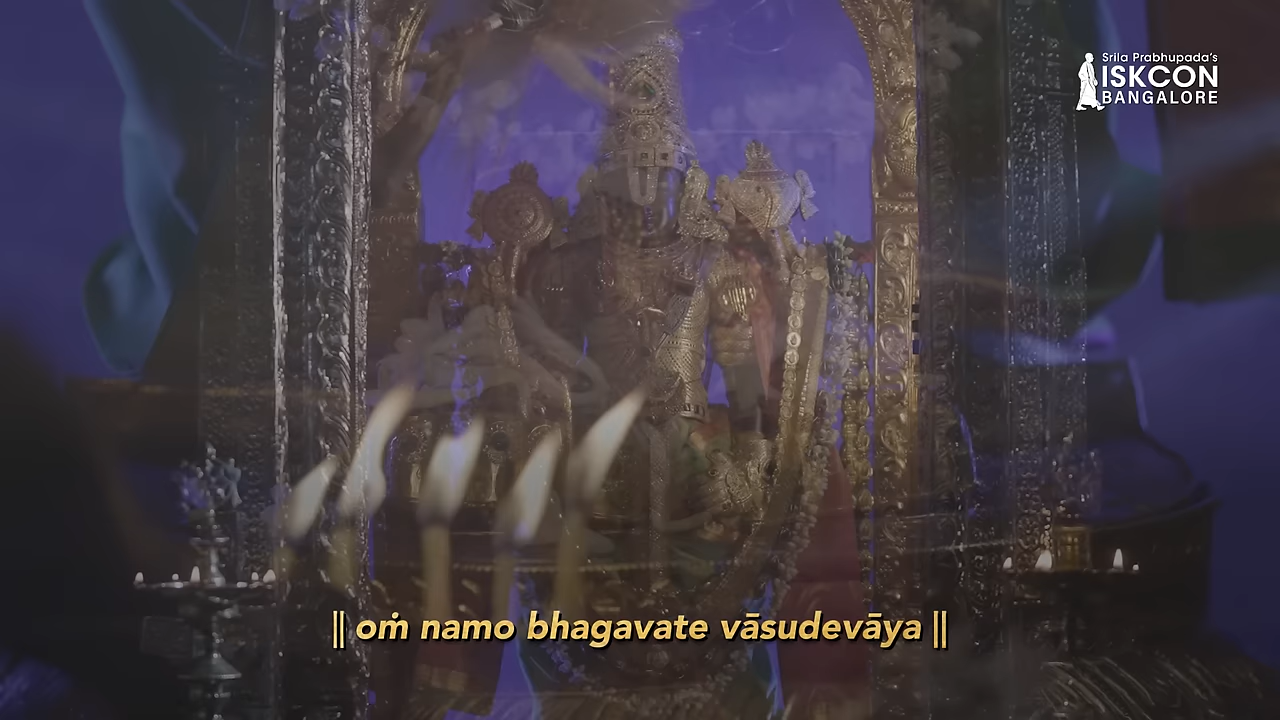 Srila Prabhupada's
ISKCON
BANGALORE
|| oṁ namo bhagavate vāsudevāya ||